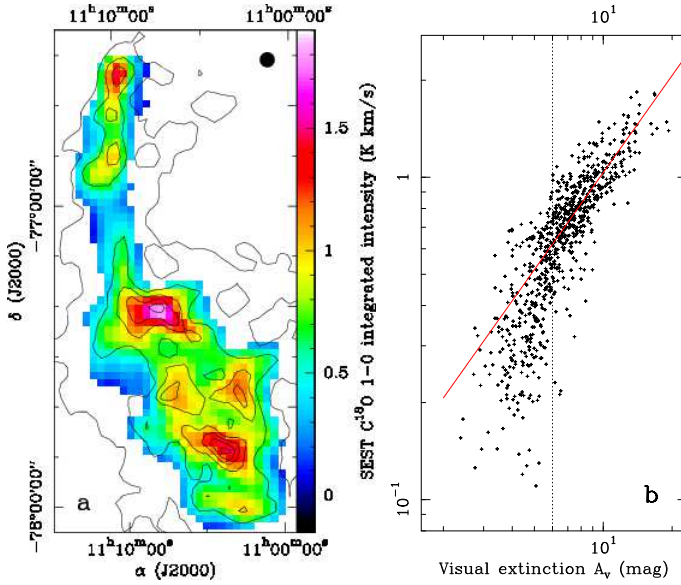 11ʰ10ᵐ00ˢ 11ʰ00ᵐ00ˢ
-77°00'00"
-78°00'00"
δ (J2000)
a
11ʰ10ᵐ00ˢ 11ʰ00ᵐ00ˢ
α (J2000)
1.5
1
0.5
0
SEST C¹⁸O 1-0 integrated intensity (K km/s)
10¹
1
10⁻¹
b
10¹
Visual extinction Aᵥ (mag)